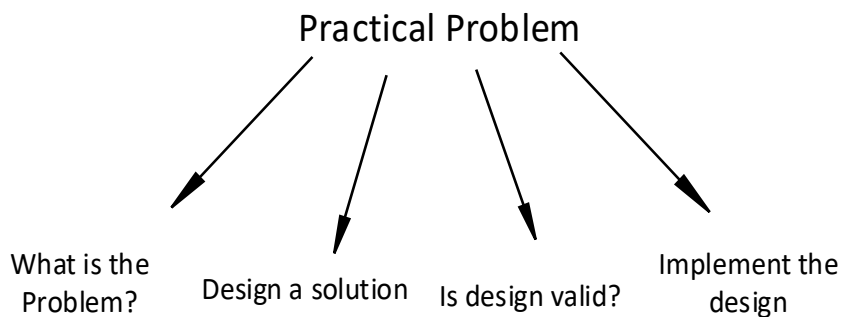 Practical Problem
What is the
Problem?
Design a solution
Is design valid?
Implement the
design